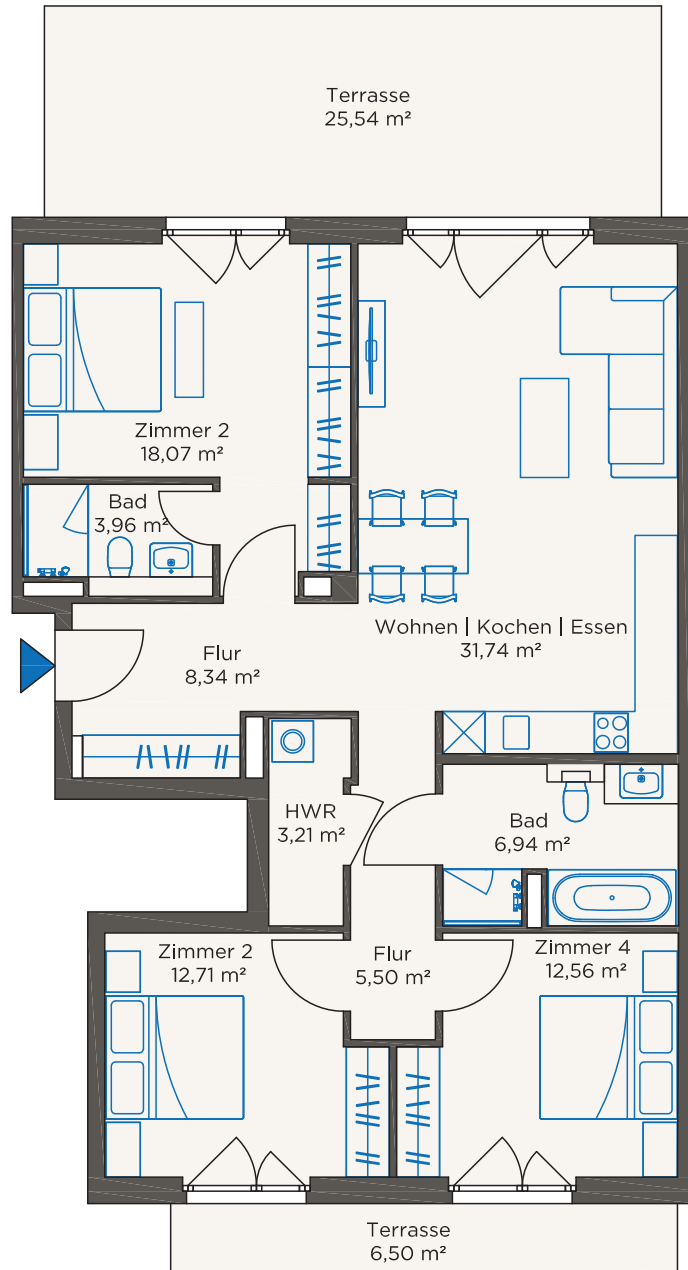 Terrasse
25,54 m²
Zimmer 2
18,07 m²
Bad
3,96 m²
Wohnen | Kochen | Essen
31,74 m²
Flur
8,34 m²
HWR
3,21 m²
Bad
6,94 m²
Zimmer 2
12,71 m²
Flur
5,50 m²
Zimmer 4
12,56 m²
Terrasse
6,50 m²